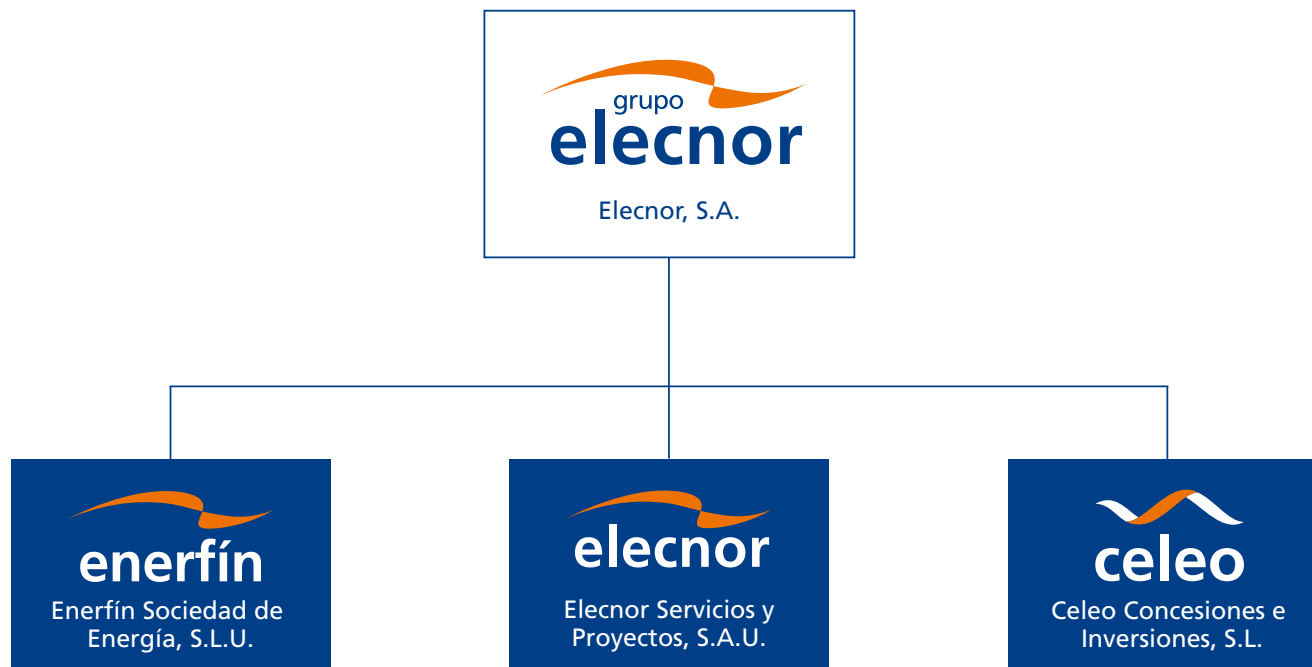 grupo
elecnor
Elecnor, S.A.
enerfín
Enerfín Sociedad de
Energía, S.L.U.
elecnor
Elecnor Servicios y
Proyectos, S.A.U.
celeo
Celeo Concesiones e
Inversiones, S.L.